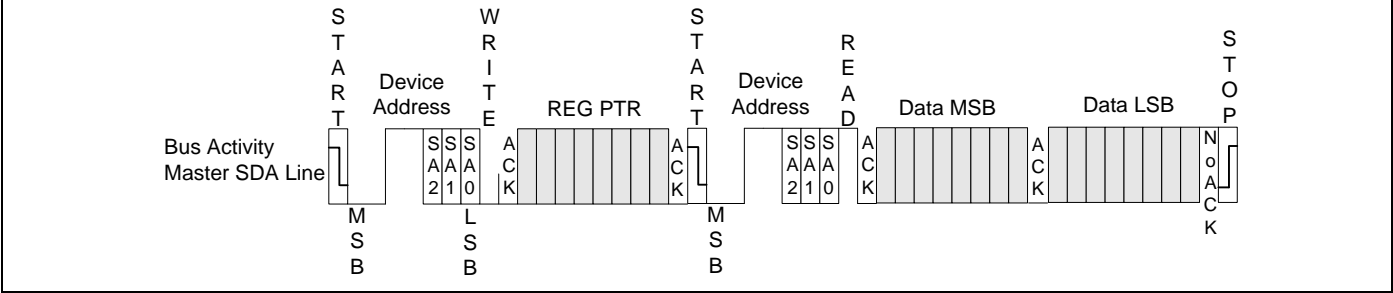 START
WRITE
START
READ
STOP
Device
Address
REG PTR
Device
Address
Data MSB
Data LSB
Bus Activity
Master SDA Line
SA2
SA1
SA0
ACK
ACK
SA2
SA1
SA0
ACK
ACK
NoACK
MSB
LSB
MSB